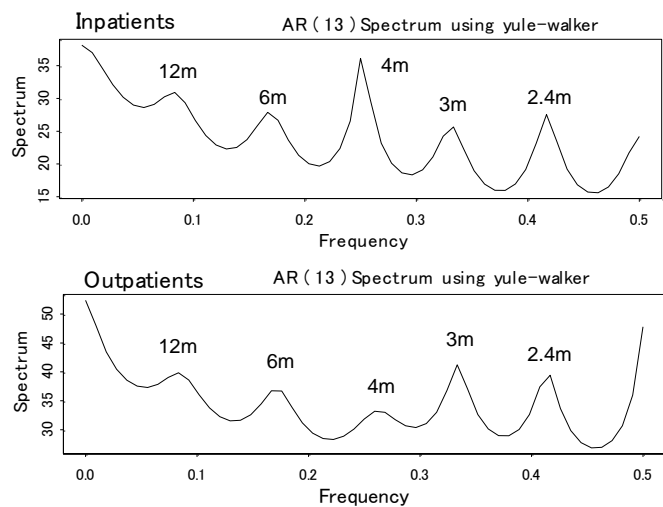 Inpatients
AR ( 13 ) Spectrum using yule-walker
Spectrum
35
30
25
20
15
12m
6m
4m
3m
2.4m
0.0 0.1 0.2 0.3 0.4 0.5
Frequency
Outpatients
AR ( 13 ) Spectrum using yule-walker
Spectrum
50
45
40
35
30
12m
6m
4m
3m
2.4m
0.0 0.1 0.2 0.3 0.4 0.5
Frequency